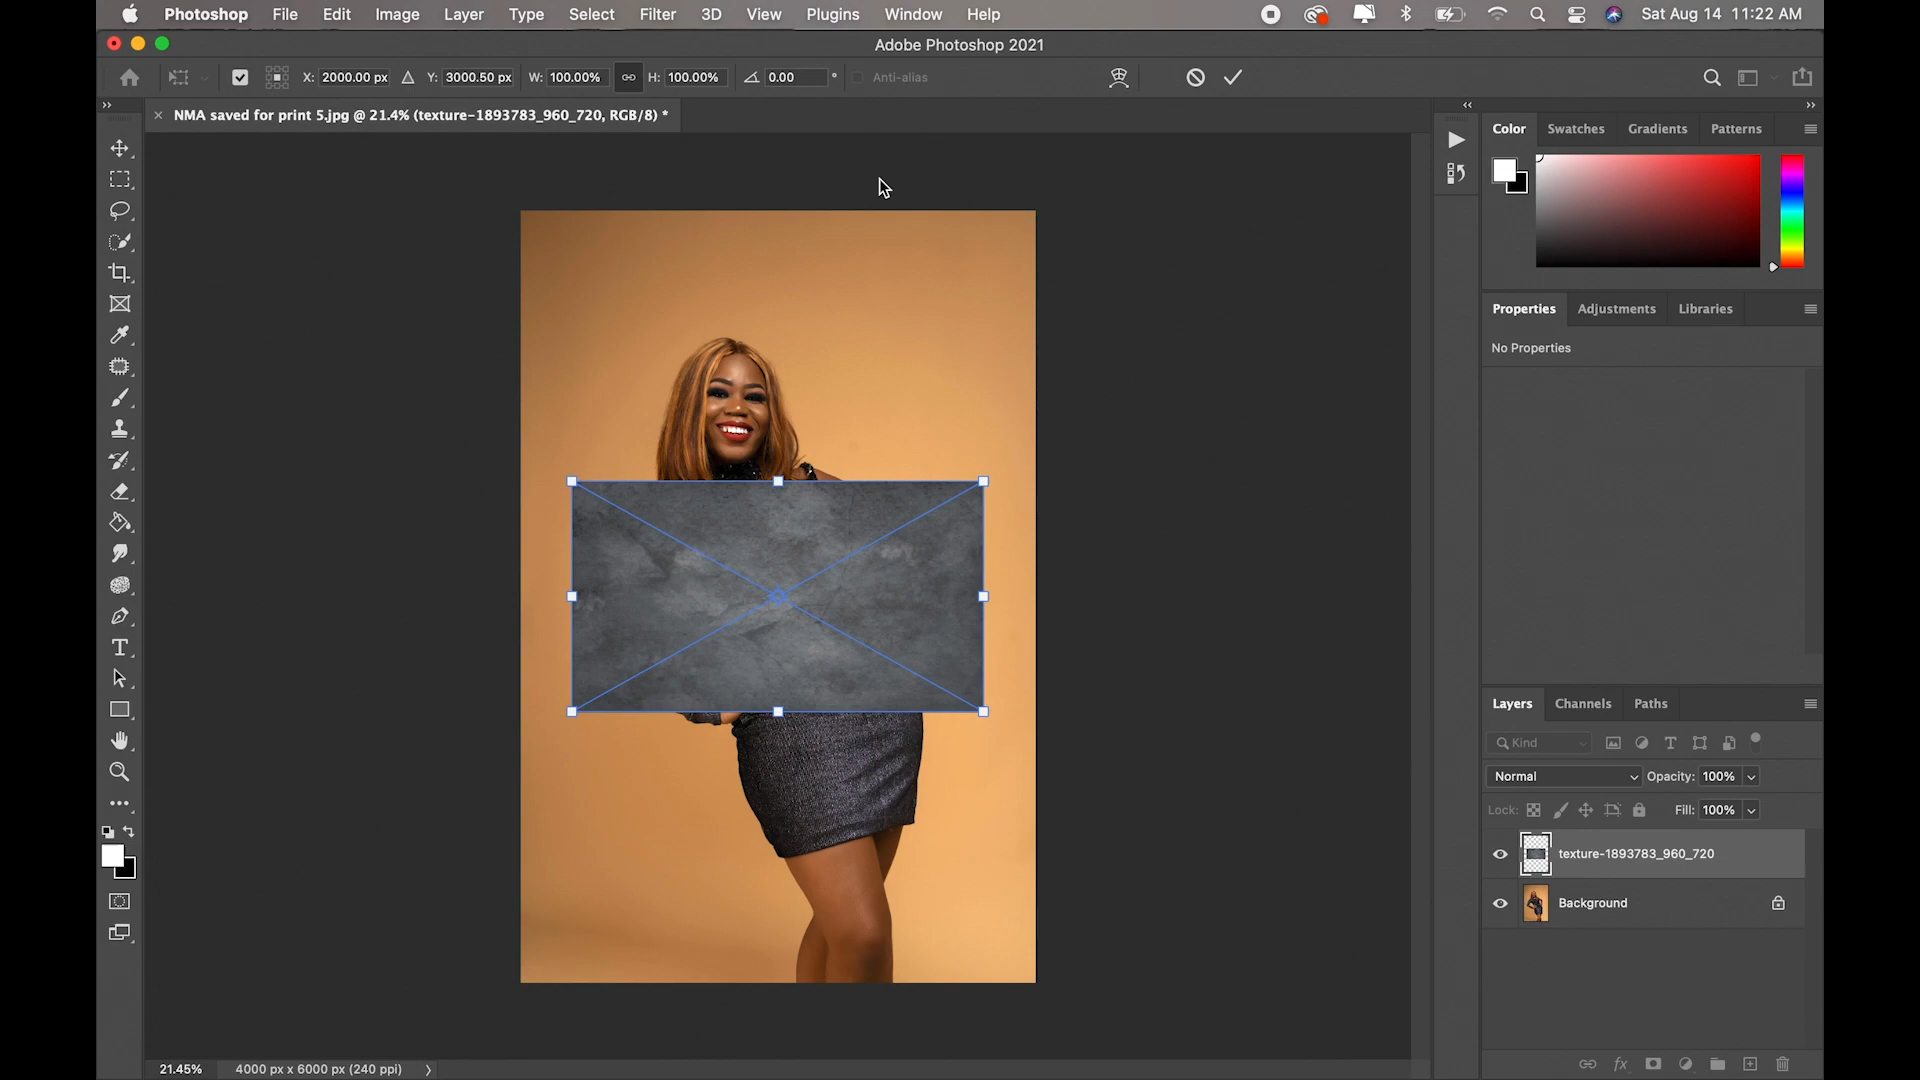 Photoshop File Edit Image Layer Type Select Filter 3D View Plugins Window Help Sat Aug 14 11:22 AM
Adobe Photoshop 2021
X: 2000.00 px Y: 3000.50 px W: 100.00% H: 100.00% 0.00 ° Anti-alias
NMA saved for print 5.jpg @ 21.4% (texture-1893783_960_720, RGB/8) *
Color Swatches Gradients Patterns
Properties Adjustments Libraries
No Properties
Layers Channels Paths
Kind
Normal Opacity: 100%
Lock: Fill: 100%
texture-1893783_960_720
Background
21.45% 4000 px x 6000 px (240 ppi)